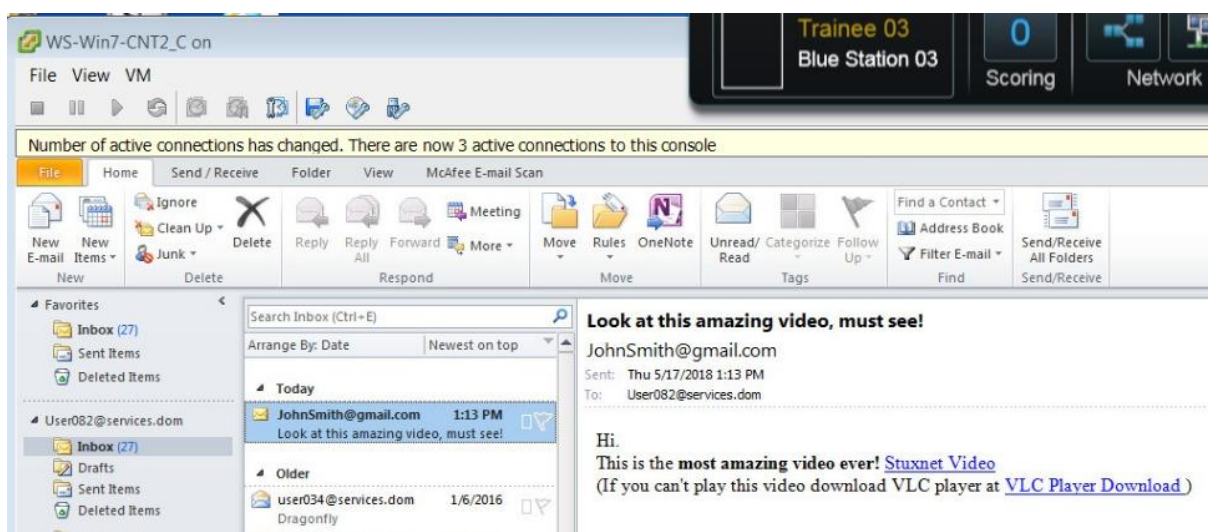 WS-Win7-CNT2_C on
Trainee 03
Blue Station 03
0
Scoring
Network
File View VM
Number of active connections has changed. There are now 3 active connections to this console
File Home Send / Receive Folder View McAfee E-mail Scan
New E-mail
New Items
New
Ignore
Clean Up
Junk
Delete
Delete
Reply
Reply All
Forward
Meeting
More
Respond
Move
Rules
OneNote
Move
Unread/ Read
Categorize
Follow Up
Tags
Find a Contact
Address Book
Filter E-mail
Find
Send/Receive All Folders
Send/Receive
Favorites
Inbox (27)
Sent Items
Deleted Items
User082@services.dom
Inbox (27)
Drafts
Sent Items
Deleted Items
Search Inbox (Ctrl+E)
Arrange By: Date Newest on top
Today
JohnSmith@gmail.com 1:13 PM
Look at this amazing video, must see!
Older
user034@services.dom 1/6/2016
Dragonfly
Look at this amazing video, must see!
JohnSmith@gmail.com
Sent: Thu 5/17/2018 1:13 PM
To: User082@services.dom
Hi.
This is the most amazing video ever! Stuxnet Video
(If you can't play this video download VLC player at VLC Player Download )